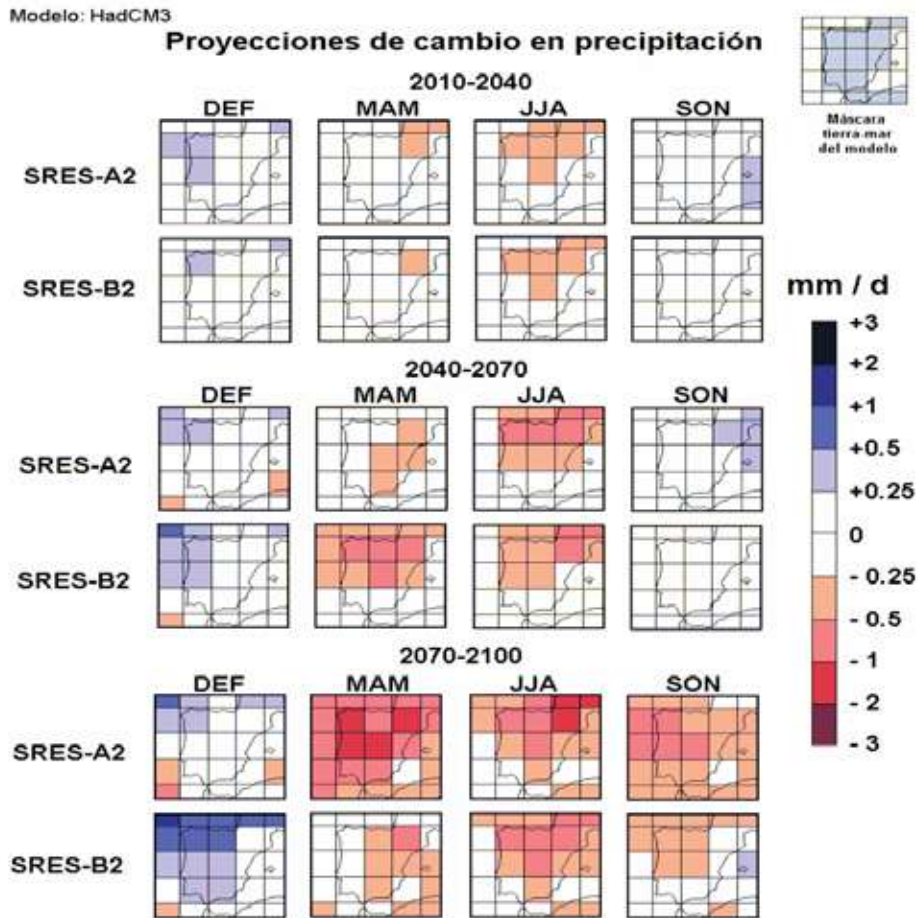 Modelo: HadCM3
Proyecciones de cambio en precipitación
Máscara
tierra-mar
del modelo
2010-2040
DEF MAM JJA SON
SRES-A2
SRES-B2
mm / d
+3
+2
+1
+0.5
+0.25
0
- 0.25
- 0.5
- 1
- 2
- 3
2040-2070
DEF MAM JJA SON
SRES-A2
SRES-B2
2070-2100
DEF MAM JJA SON
SRES-A2
SRES-B2